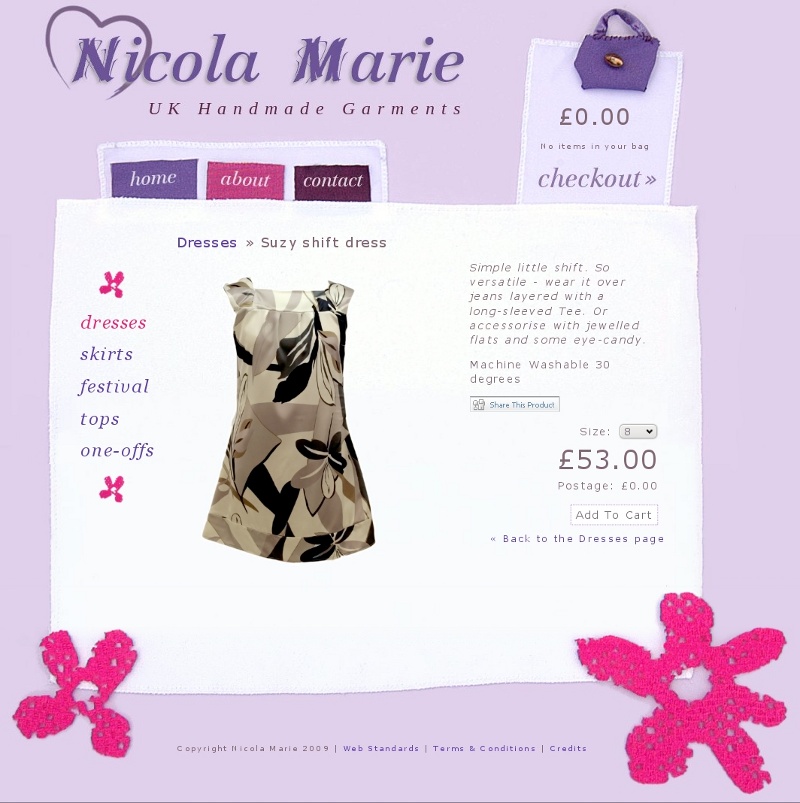 Nicola Marie
UK Handmade Garments
£0.00
No items in your bag
checkout »
home
about
contact
Dresses » Suzy shift dress
dresses
skirts
festival
tops
one-offs
Simple little shift. So
versatile - wear it over
jeans layered with a
long-sleeved Tee. Or
accessorise with jewelled
flats and some eye-candy.
Machine Washable 30
degrees
Share This Product
Size: 8
£53.00
Postage: £0.00
Add To Cart
« Back to the Dresses page
Copyright Nicola Marie 2009 | Web Standards | Terms & Conditions | Credits